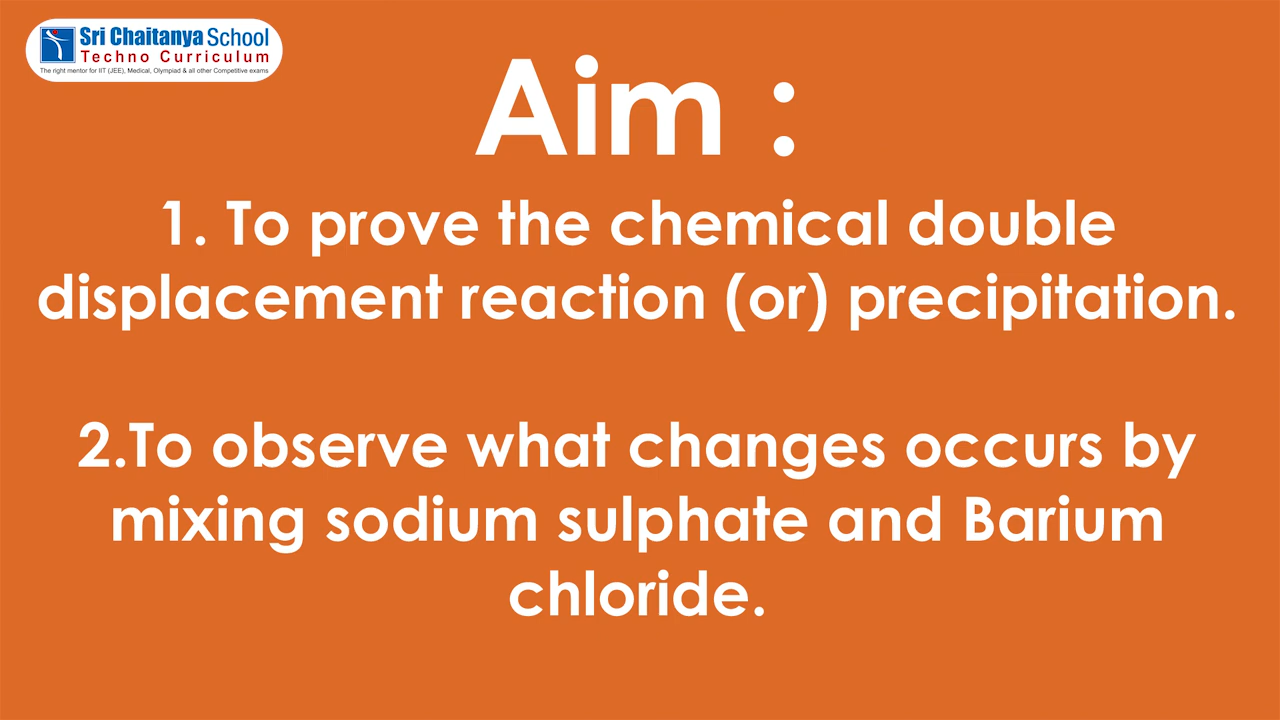 Sri Chaitanya School
Techno Curriculum
The right mentor for IIT (JEE), Medical, Olympiad & all other Competitive exams
Aim :
1. To prove the chemical double
displacement reaction (or) precipitation.
2.To observe what changes occurs by
mixing sodium sulphate and Barium
chloride.